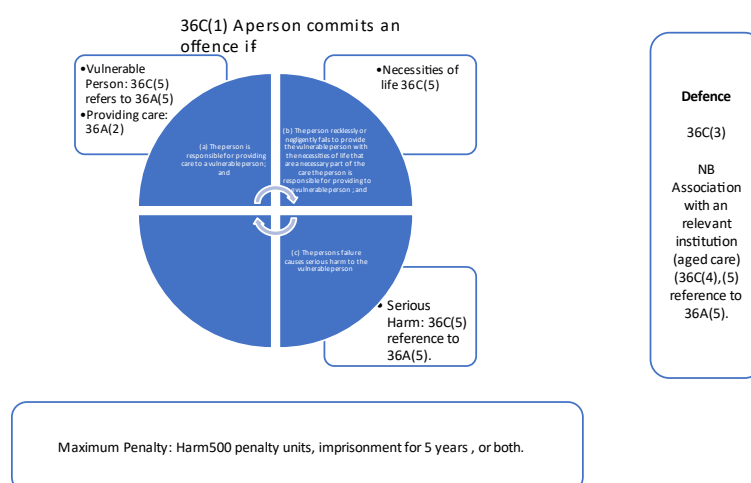 36C(1) Aperson commits an
offence if
•Vulnerable
Person: 36C(5)
refers to 36A(5)
•Providing care:
36A(2)
•Necessities of
life 36C(5)
(a) The person is
responsible for providing
care to a vulnerable person;
and
(b) The person recklessly or
negligently fails to provide
the vulnerable person with
the necessities of life that
are a necessary part of the
care the person is
responsible for providing to
vulnerable person ; and
(c) The persons failure
causes serious harm to the
vulnerable person
• Serious
Harm: 36C(5)
reference to
36A(5).
Defence
36C(3)
NB
Association
with an
relevant
institution
(aged care)
(36C(4),(5)
reference to
36A(5).
Maximum Penalty: Harm500 penalty units, imprisonment for 5 years , or both.